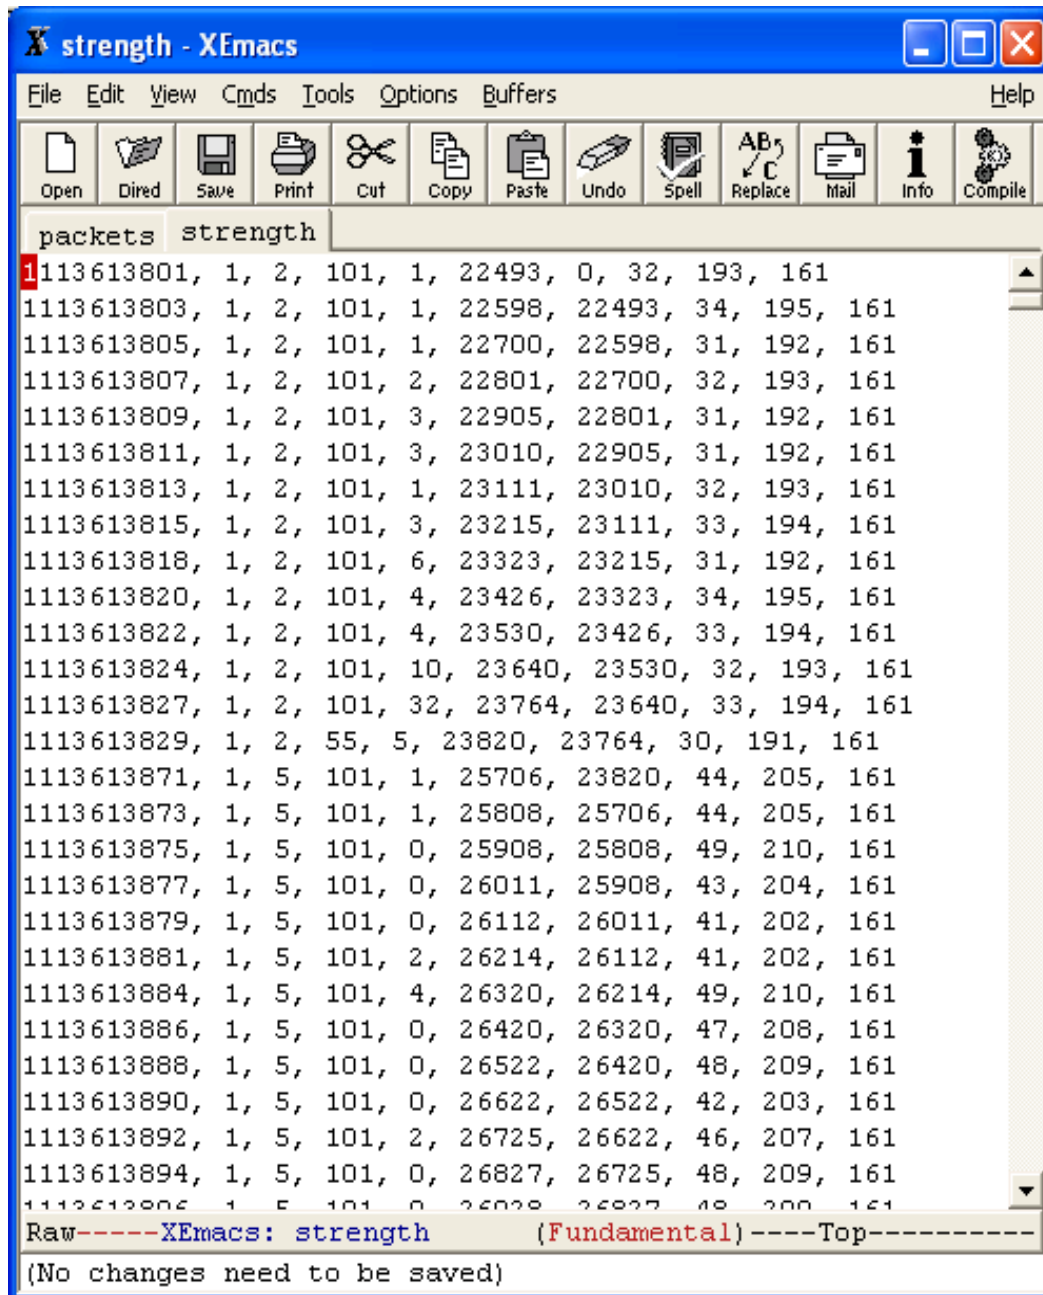 strength - XEmacs
File Edit View Cmds Tools Options Buffers Help
Open Dired Save Print Cut Copy Paste Undo Spell Replace Mail Info Compile
packets strength
1113613801, 1, 2, 101, 1, 22493, 0, 32, 193, 161
1113613803, 1, 2, 101, 1, 22598, 22493, 34, 195, 161
1113613805, 1, 2, 101, 1, 22700, 22598, 31, 192, 161
1113613807, 1, 2, 101, 2, 22801, 22700, 32, 193, 161
1113613809, 1, 2, 101, 3, 22905, 22801, 31, 192, 161
1113613811, 1, 2, 101, 3, 23010, 22905, 31, 192, 161
1113613813, 1, 2, 101, 1, 23111, 23010, 32, 193, 161
1113613815, 1, 2, 101, 3, 23215, 23111, 33, 194, 161
1113613818, 1, 2, 101, 6, 23323, 23215, 31, 192, 161
1113613820, 1, 2, 101, 4, 23426, 23323, 34, 195, 161
1113613822, 1, 2, 101, 4, 23530, 23426, 33, 194, 161
1113613824, 1, 2, 101, 10, 23640, 23530, 32, 193, 161
1113613827, 1, 2, 101, 32, 23764, 23640, 33, 194, 161
1113613829, 1, 2, 55, 5, 23820, 23764, 30, 191, 161
1113613871, 1, 5, 101, 1, 25706, 23820, 44, 205, 161
1113613873, 1, 5, 101, 1, 25808, 25706, 44, 205, 161
1113613875, 1, 5, 101, 0, 25908, 25808, 49, 210, 161
1113613877, 1, 5, 101, 0, 26011, 25908, 43, 204, 161
1113613879, 1, 5, 101, 0, 26112, 26011, 41, 202, 161
1113613881, 1, 5, 101, 2, 26214, 26112, 41, 202, 161
1113613884, 1, 5, 101, 4, 26320, 26214, 49, 210, 161
1113613886, 1, 5, 101, 0, 26420, 26320, 47, 208, 161
1113613888, 1, 5, 101, 0, 26522, 26420, 48, 209, 161
1113613890, 1, 5, 101, 0, 26622, 26522, 42, 203, 161
1113613892, 1, 5, 101, 2, 26725, 26622, 46, 207, 161
1113613894, 1, 5, 101, 0, 26827, 26725, 48, 209, 161
Raw-----XEmacs: strength (Fundamental)----Top----------
(No changes need to be saved)